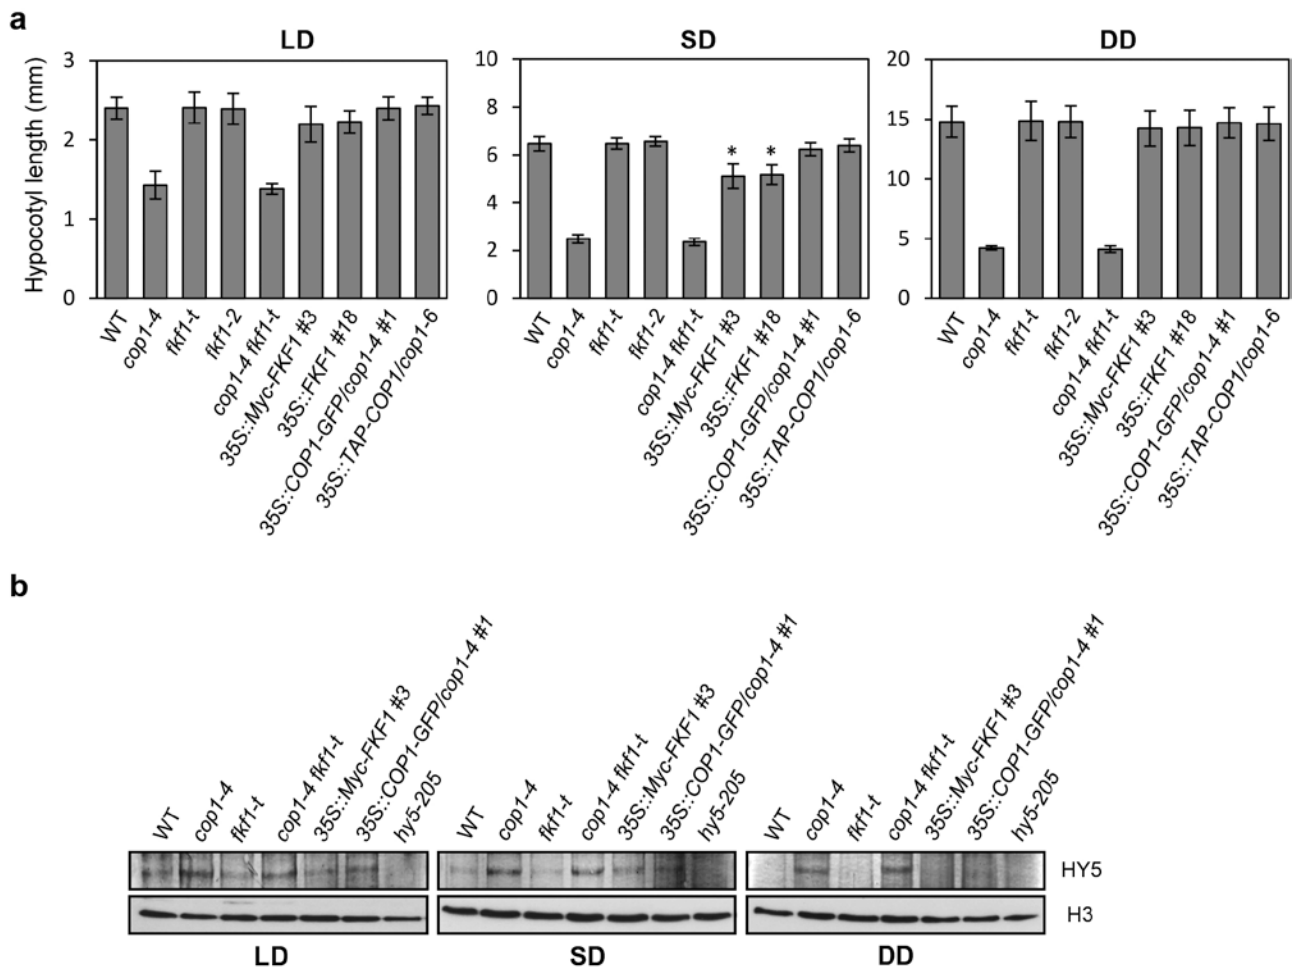 a
LD
SD
DD
Hypocotyl length (mm)
3
2
1
0
10
8
6
4
2
0
20
15
10
5
0
* *
WT
cop1-4
fkf1-t
fkf1-2
cop1-4 fkf1-t
35S::Myc-FKF1 #3
35S::FKF1 #18
35S::COP1-GFP/cop1-4 #1
35S::TAP-COP1/cop1-6
WT
cop1-4
fkf1-t
fkf1-2
cop1-4 fkf1-t
35S::Myc-FKF1 #3
35S::FKF1 #18
35S::COP1-GFP/cop1-4 #1
35S::TAP-COP1/cop1-6
WT
cop1-4
fkf1-t
fkf1-2
cop1-4 fkf1-t
35S::Myc-FKF1 #3
35S::FKF1 #18
35S::COP1-GFP/cop1-4 #1
35S::TAP-COP1/cop1-6
b
WT
cop1-4
fkf1-t
cop1-4 fkf1-t
35S::Myc-FKF1 #3
35S::COP1-GFP/cop1-4 #1
hy5-205
WT
cop1-4
fkf1-t
cop1-4 fkf1-t
35S::Myc-FKF1 #3
35S::COP1-GFP/cop1-4 #1
hy5-205
WT
cop1-4
fkf1-t
cop1-4 fkf1-t
35S::Myc-FKF1 #3
35S::COP1-GFP/cop1-4 #1
hy5-205
HY5
H3
LD
SD
DD